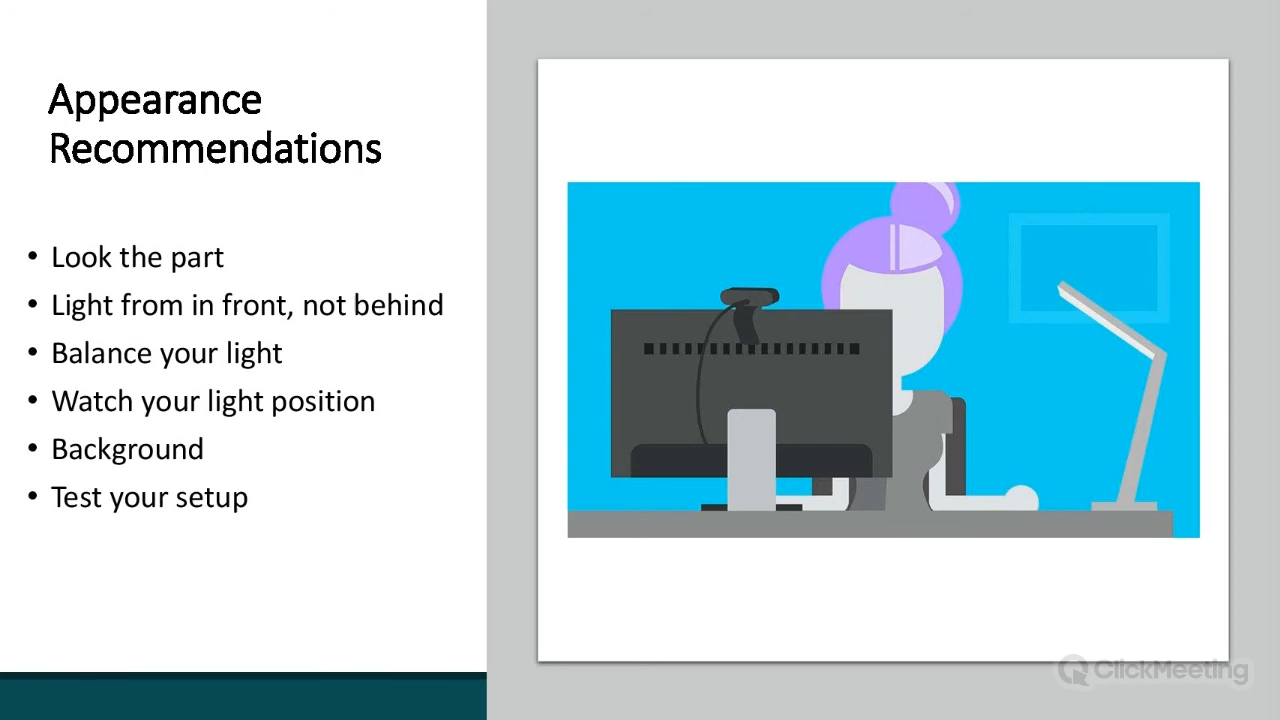 Appearance
Recommendations
• Look the part
• Light from in front, not behind
• Balance your light
• Watch your light position
• Background
• Test your setup
ClickMeeting